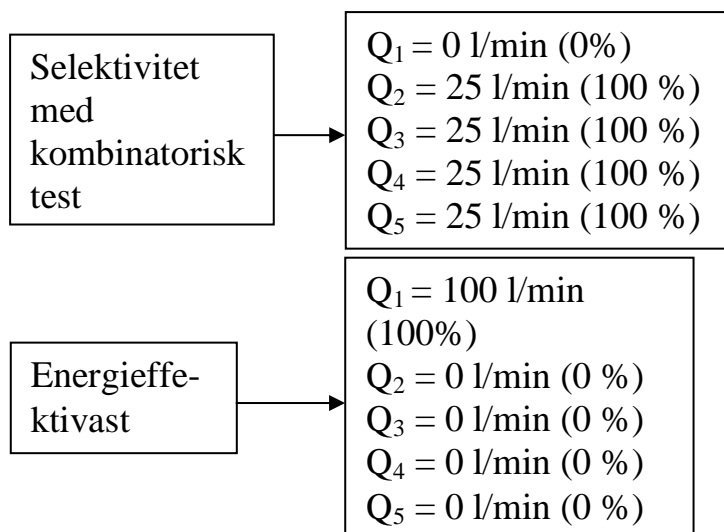 Selektivitet
med
kombinatorisk
test
Q₁ = 0 l/min (0%)
Q₂ = 25 l/min (100 %)
Q₃ = 25 l/min (100 %)
Q₄ = 25 l/min (100 %)
Q₅ = 25 l/min (100 %)
Energieffe-
ktivast
Q₁ = 100 l/min
(100%)
Q₂ = 0 l/min (0 %)
Q₃ = 0 l/min (0 %)
Q₄ = 0 l/min (0 %)
Q₅ = 0 l/min (0 %)